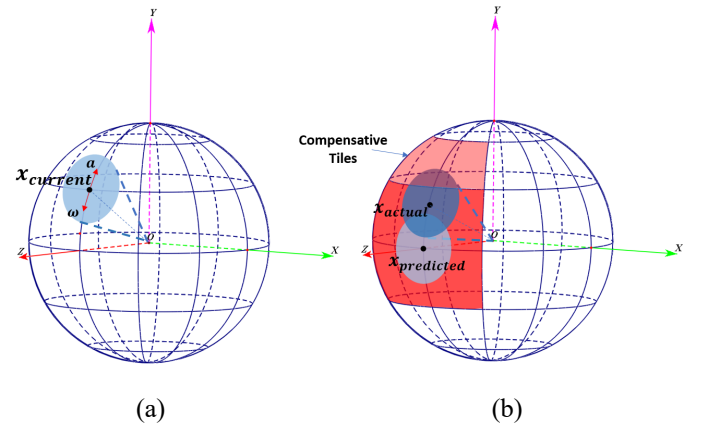 Y
a
x_current
ω
O
Z
X
(a)
Y
Compensative
Tiles
x_actual
O
X
Z
x_predicted
(b)